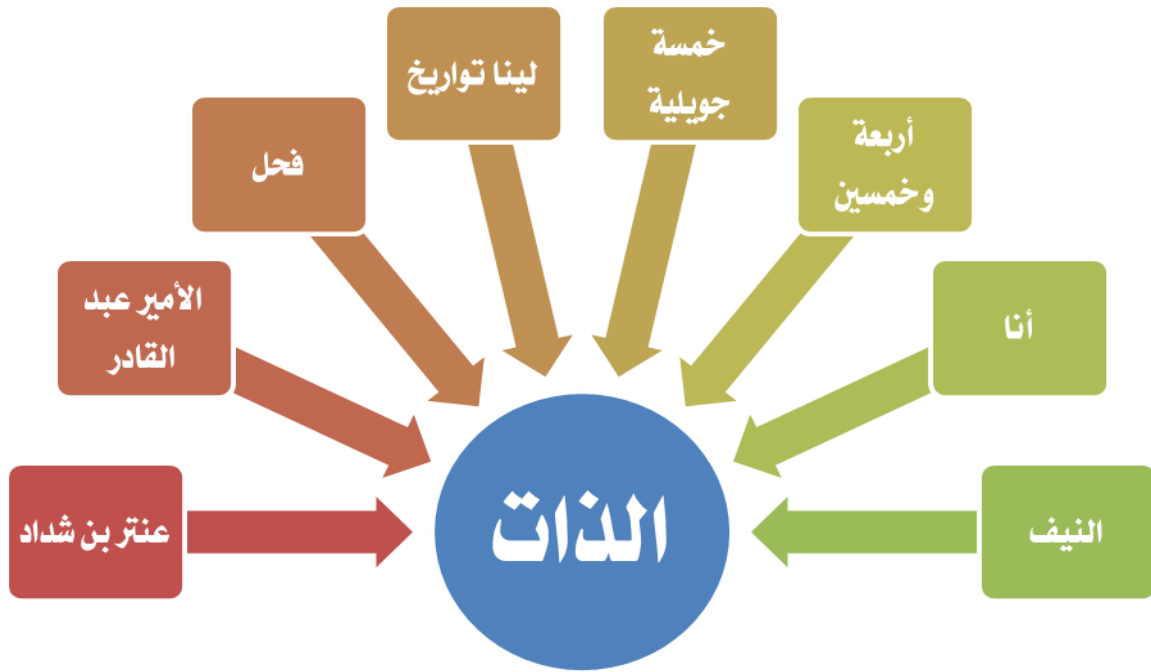 خمسة
جويلية
لينا تواريخ
أربعة
وخمسين
فحل
أنا
الأمير عبد
القادر
النيف
عنتر بن شداد
الذات